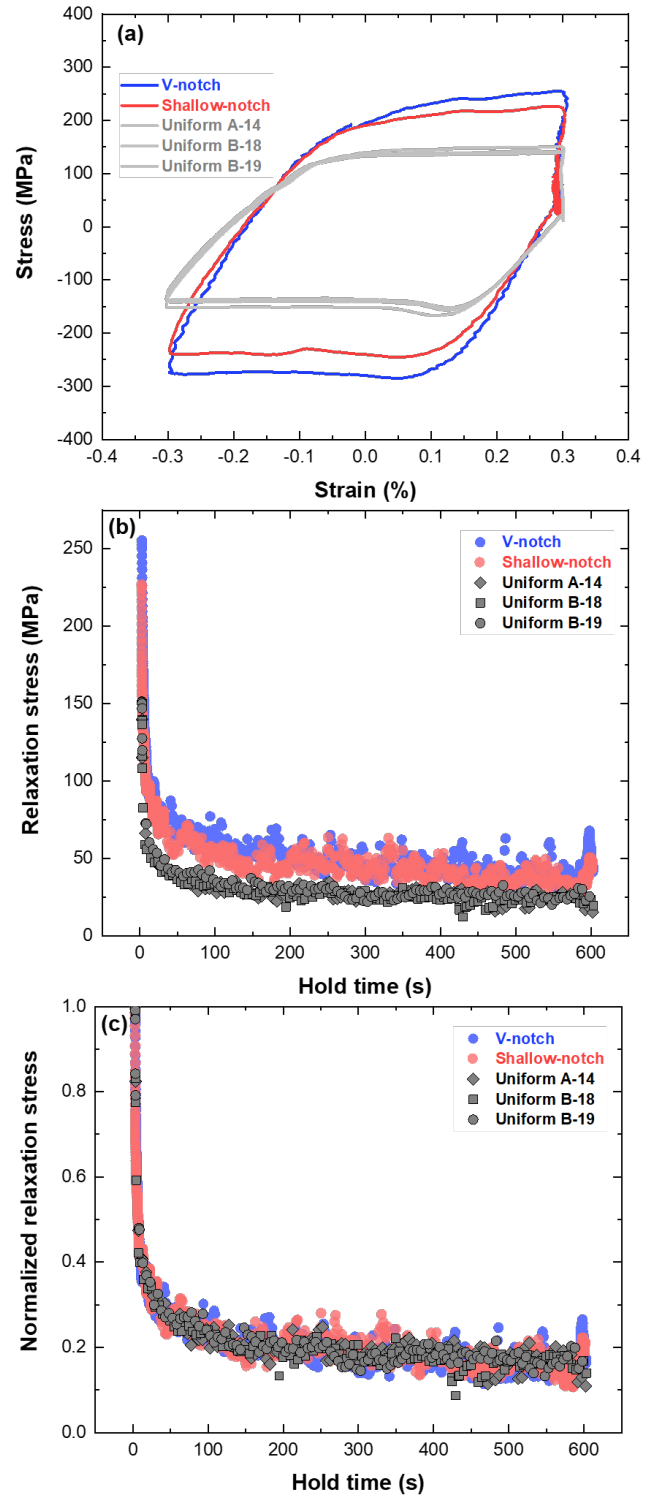 (a)
400
300
200
100
0
-100
-200
-300
-400
Stress (MPa)
V-notch
Shallow-notch
Uniform A-14
Uniform B-18
Uniform B-19
-0.4 -0.3 -0.2 -0.1 0.0 0.1 0.2 0.3 0.4
Strain (%)
(b)
250
200
150
100
50
0
Relaxation stress (MPa)
V-notch
Shallow-notch
Uniform A-14
Uniform B-18
Uniform B-19
0 100 200 300 400 500 600
Hold time (s)
(c)
1.0
0.8
0.6
0.4
0.2
0.0
Normalized relaxation stress
V-notch
Shallow-notch
Uniform A-14
Uniform B-18
Uniform B-19
0 100 200 300 400 500 600
Hold time (s)